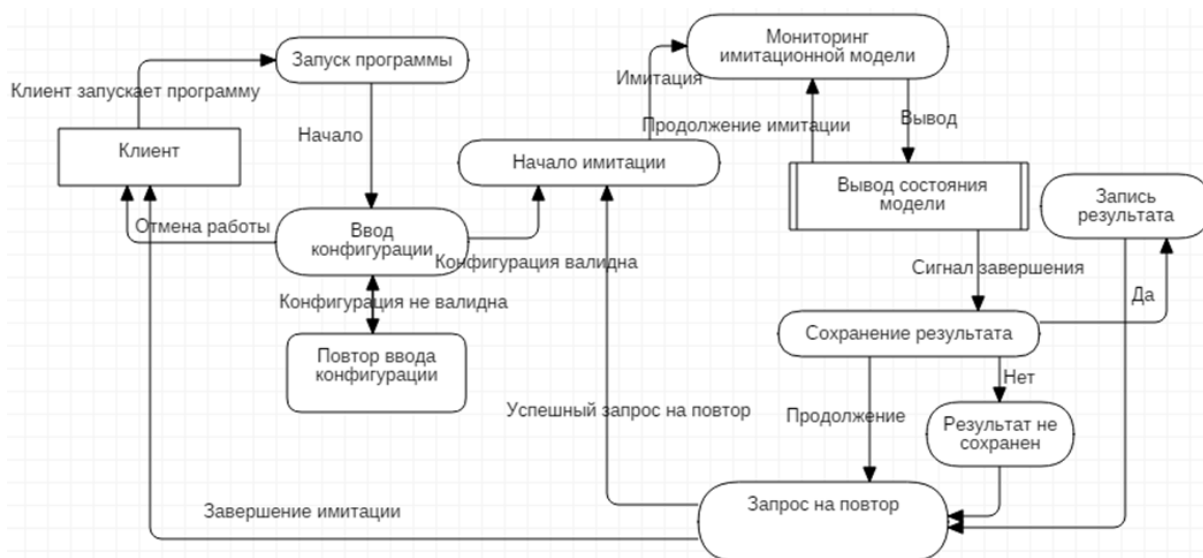 Мониторинг
имитационной модели
Запуск программы
Имитация
Клиент запускает программу
Вывод
Продолжение имитации
Начало
Клиент
Начало имитации
Вывод состояния
модели
Запись
результата
Отмена работы
Ввод
конфигурации
Конфигурация валидна
Сигнал завершения
Да
Конфигурация не валидна
Сохранение результата
Повтор ввода
конфигурации
Нет
Успешный запрос на повтор
Продолжение
Результат не
сохранен
Запрос на повтор
Завершение имитации